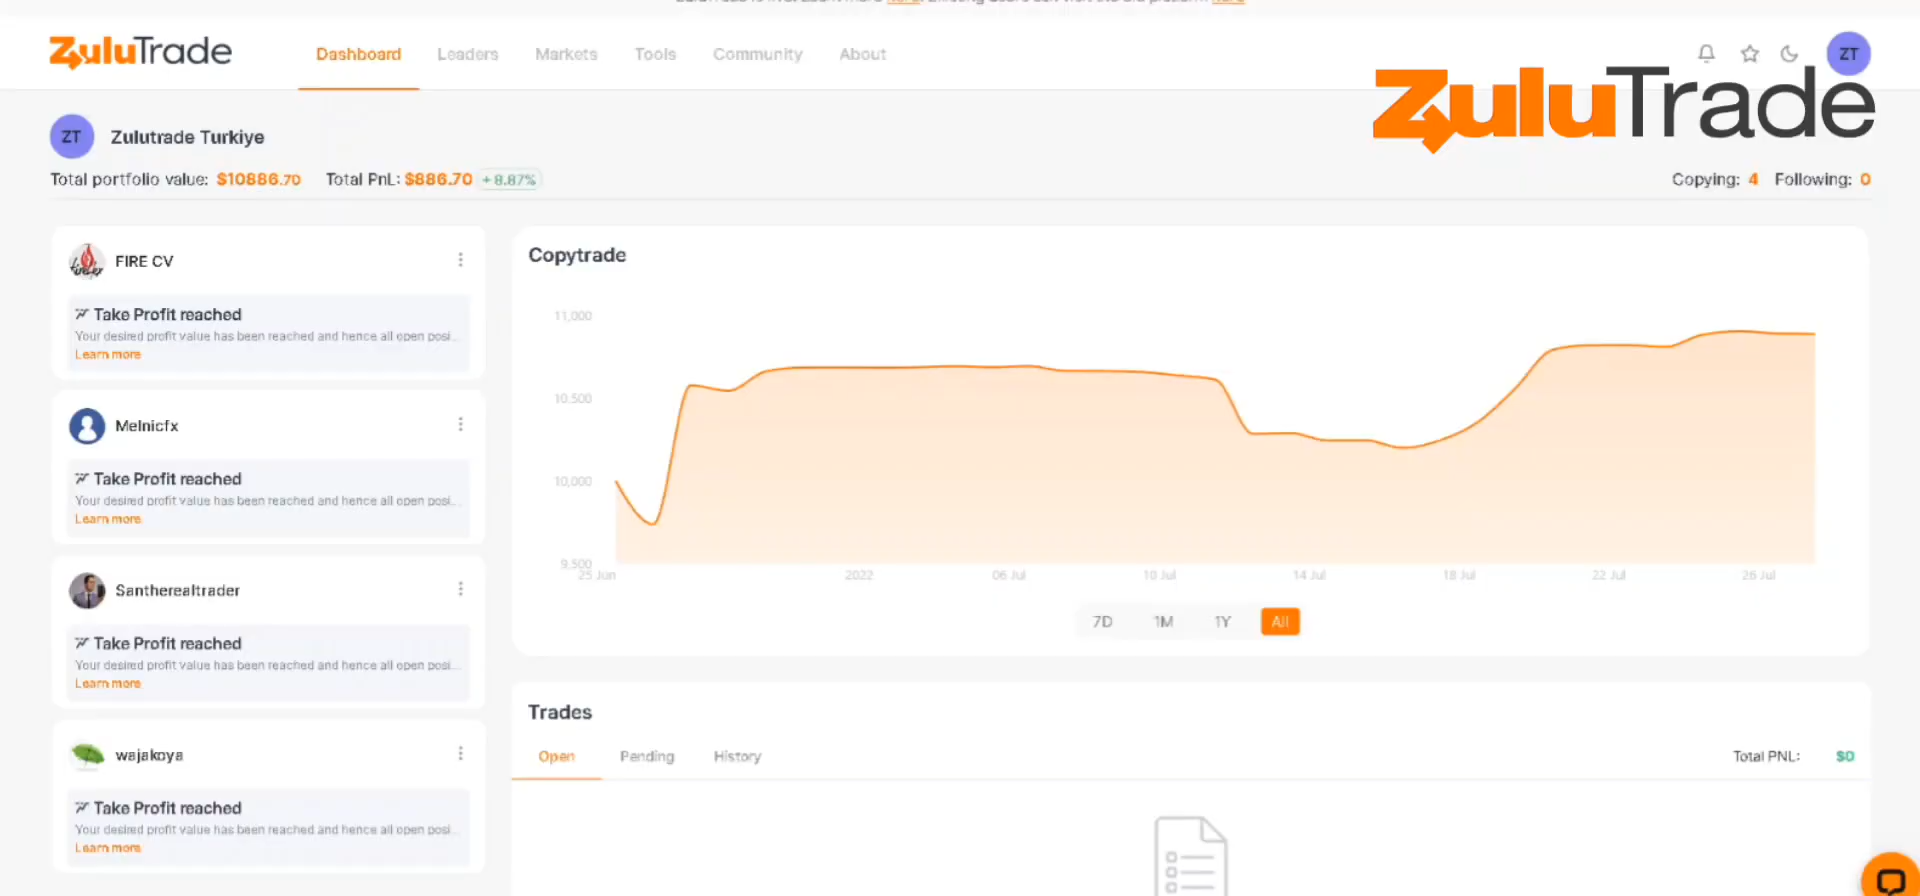 ZuluTrade
Dashboard Leaders Markets Tools Community About
ZT
ZuluTrade
ZT Zulutrade Turkiye
Total portfolio value: $10886.70 Total PnL: $886.70 +8.87%
Copying: 4 Following: 0
FIRE CV
Take Profit reached
Your desired profit value has been reached and hence all open posi...
Learn more
Melnicfx
Take Profit reached
Your desired profit value has been reached and hence all open posi...
Learn more
Santherealtrader
Take Profit reached
Your desired profit value has been reached and hence all open posi...
Learn more
wajakoya
Take Profit reached
Your desired profit value has been reached and hence all open posi...
Learn more
Copytrade
11,000
10,500
10,000
9,500
25 Jun 2022 06 Jul 10 Jul 14 Jul 18 Jul 22 Jul 26 Jul
7D 1M 1Y All
Trades
Open Pending History
Total PNL: $0